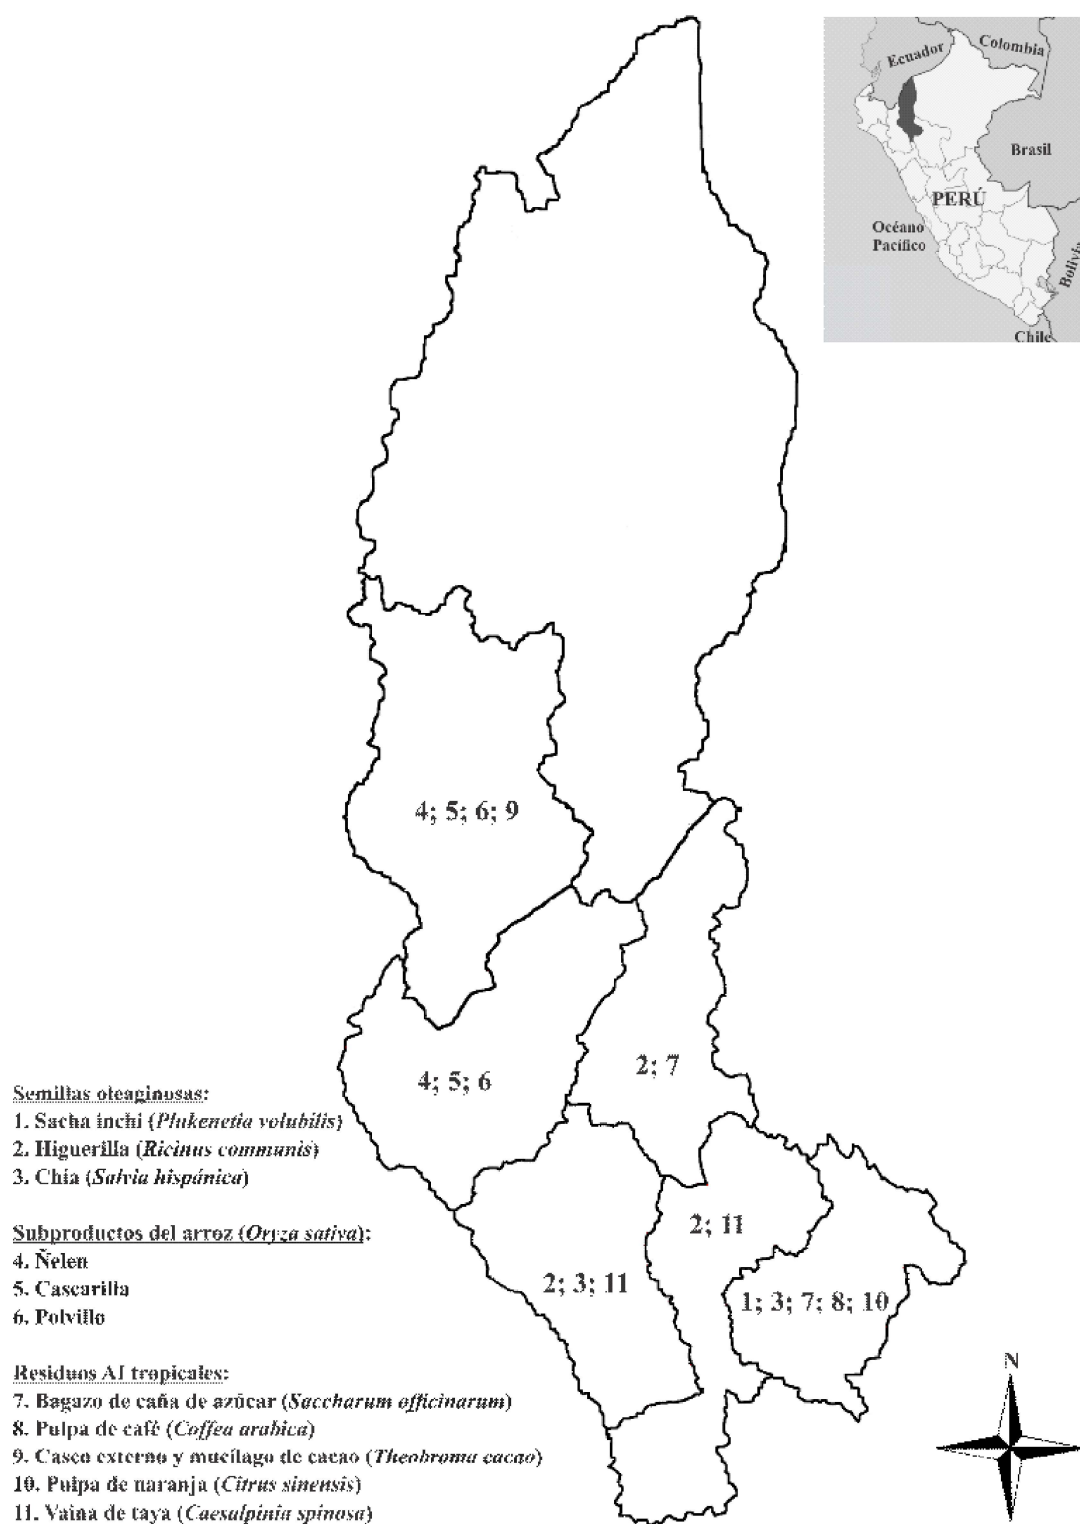 Ecuador
Colombia
Brasil
PERÚ
Océano
Pacífico
Bolivia
Chile
4; 5; 6; 9
4; 5; 6
2; 7
2; 11
2; 3; 11
1; 3; 7; 8; 10
Semillas oleaginosas:
1. Sacha inchi (Plukenetia volubilis)
2. Higuerilla (Ricinus communis)
3. Chía (Salvia hispánica)
Subproductos del arroz (Oryza sativa):
4. Ñelen
5. Cascarilla
6. Polvillo
Residuos AI tropicales:
7. Bagazo de caña de azúcar (Saccharum officinarum)
8. Pulpa de café (Coffea arabica)
9. Casco externo y mucílago de cacao (Theobroma cacao)
10. Pulpa de naranja (Citrus sinensis)
11. Vaina de taya (Caesalpinia spinosa)
N